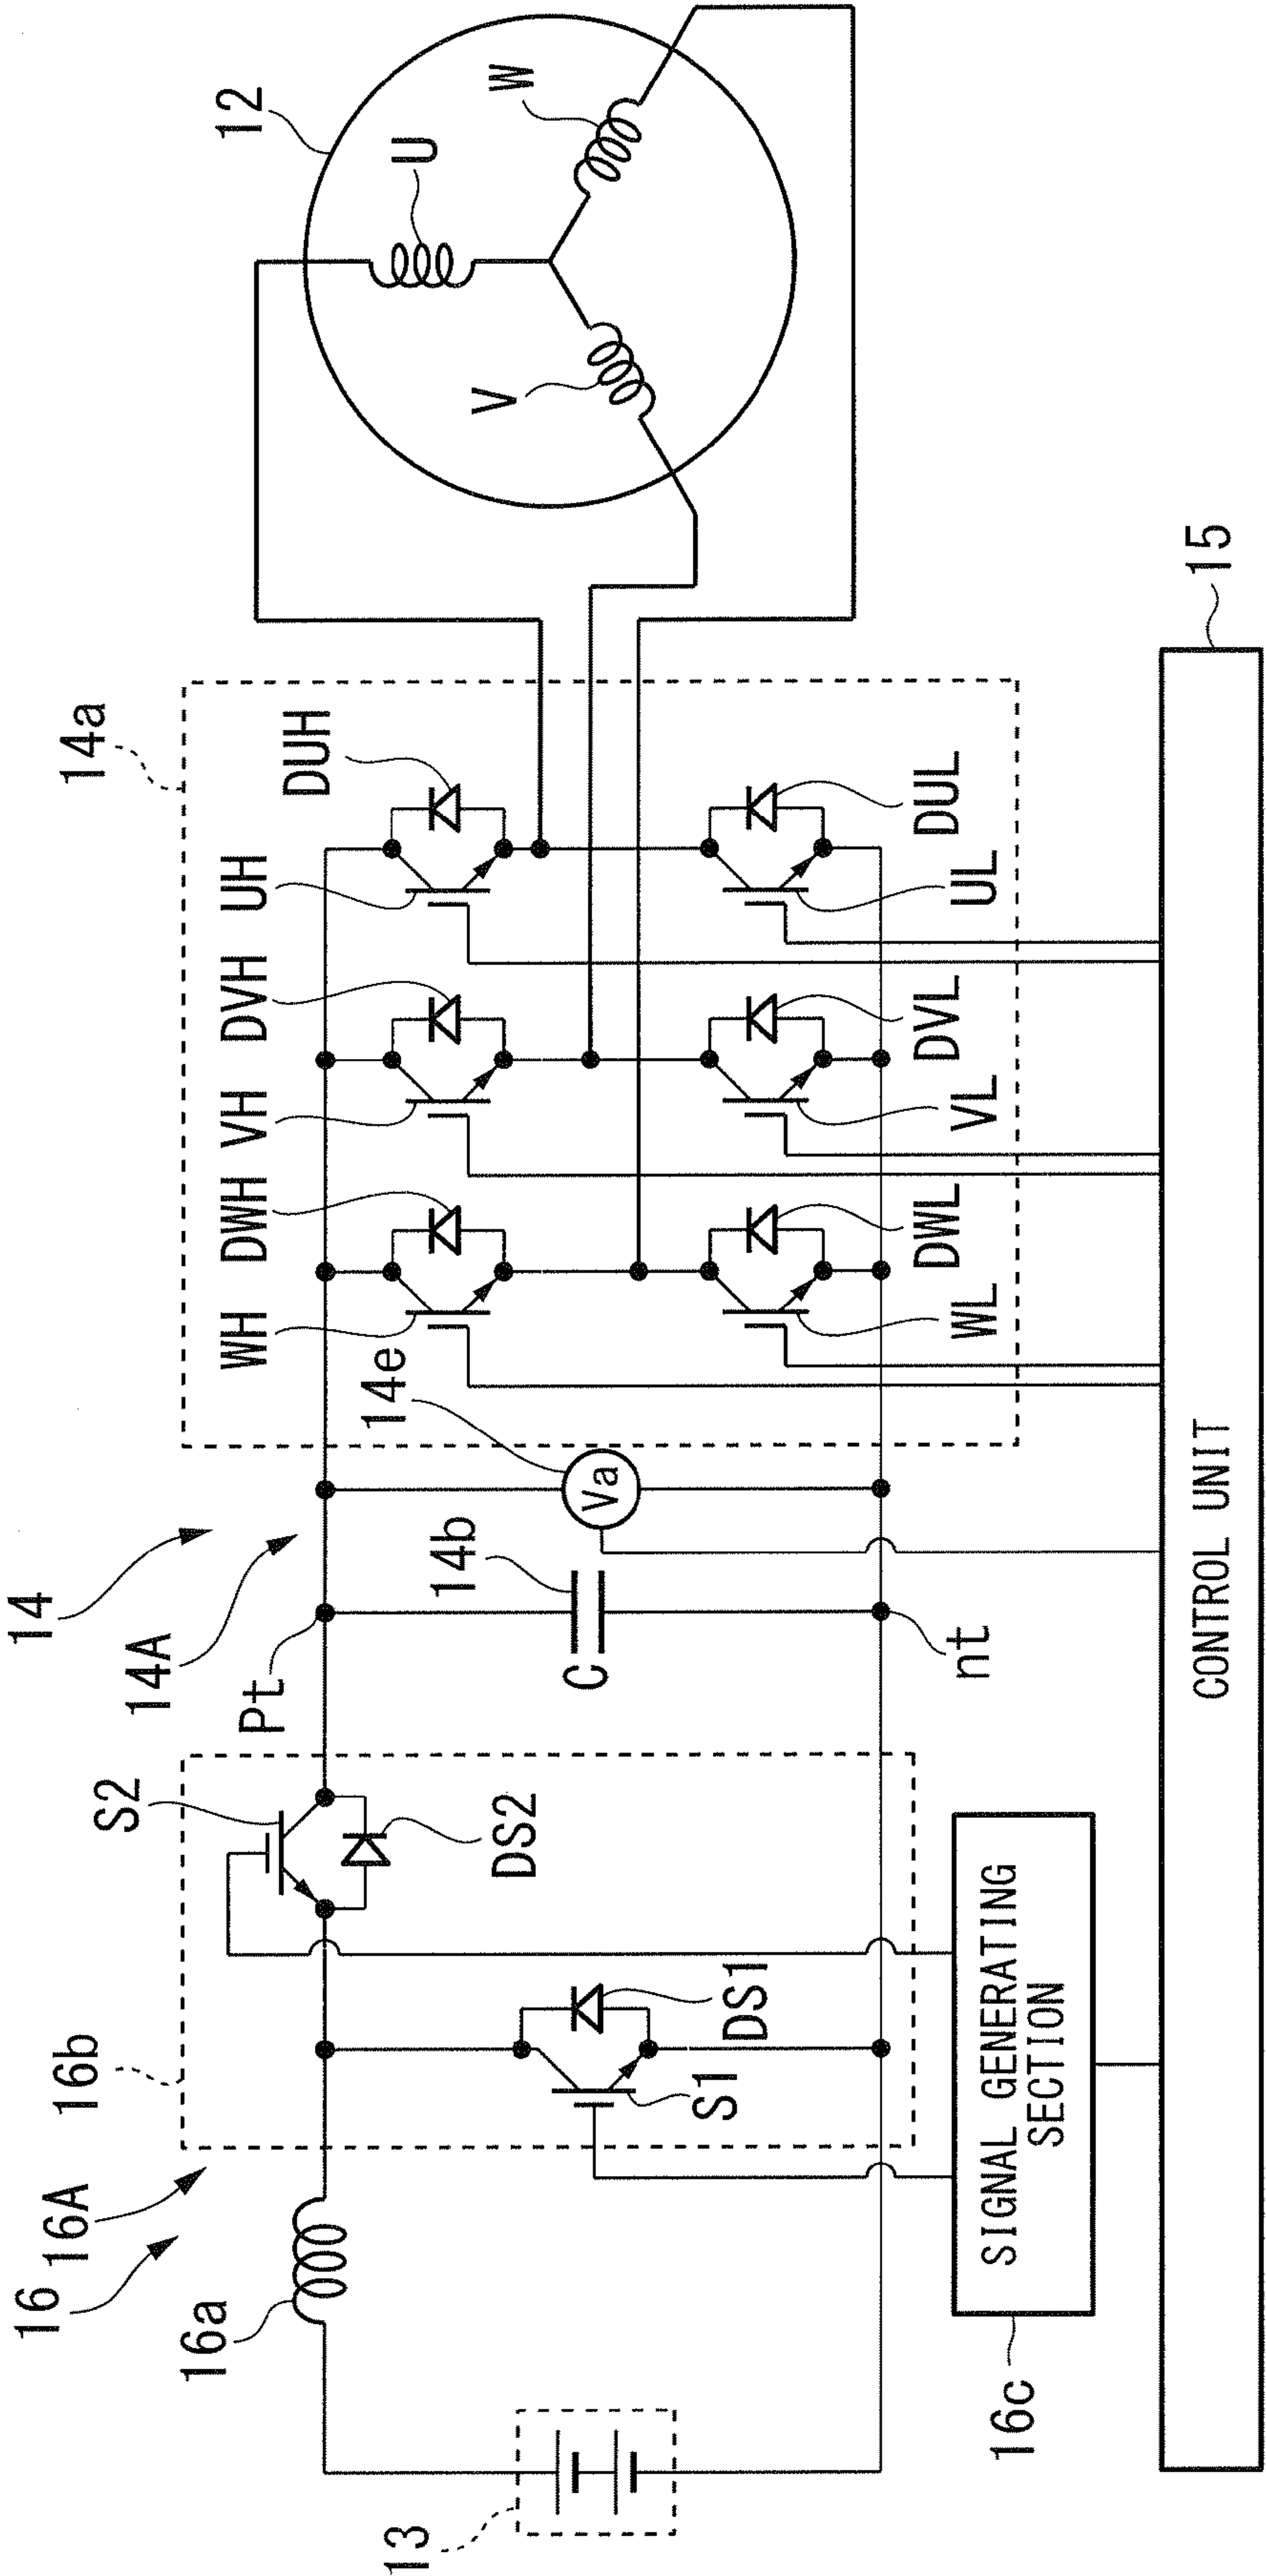 12
U
W
V
14a
DUH
UH
DVH
VH
DWH
WH
DUL
UL
DVL
VL
DWL
WL
15
14
14A
14e
Va
14b
C
Pt
nt
S2
DS2
16b
DS1
S1
16
16A
16a
13
SIGNAL GENERATING
SECTION
16c
CONTROL UNIT